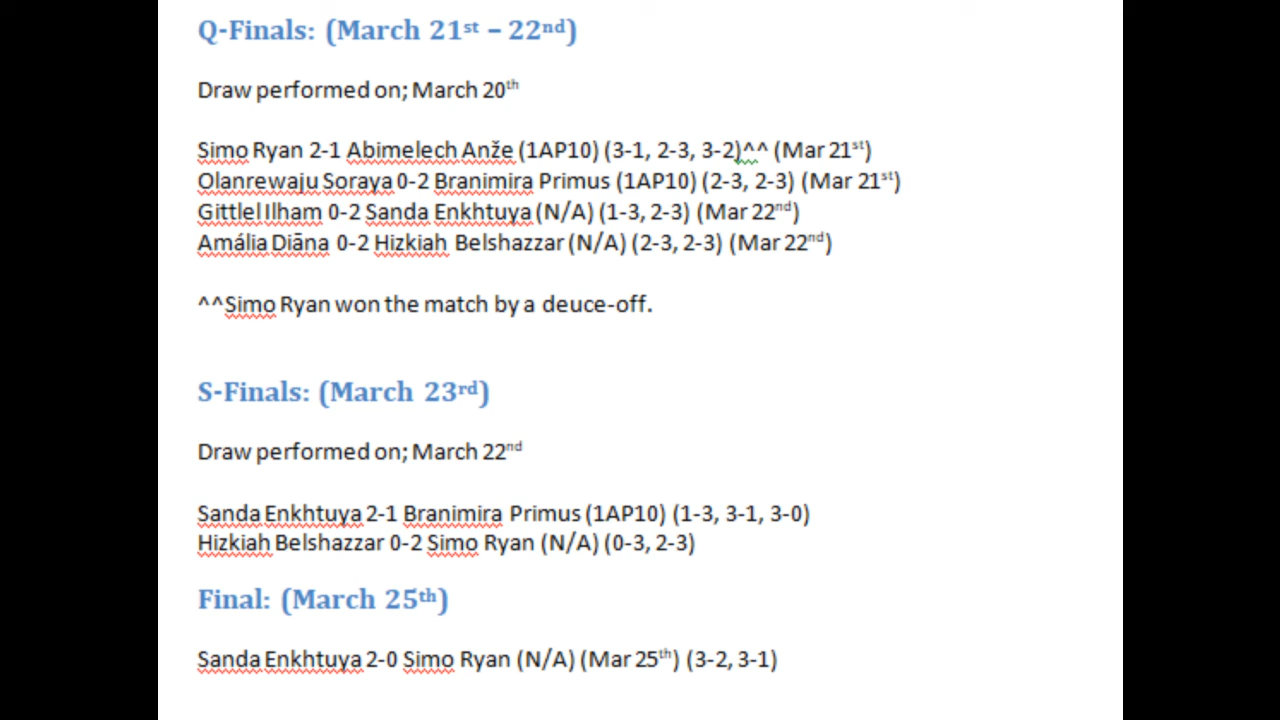 Q-Finals: (March 21st – 22nd)
Draw performed on; March 20th
Simo Ryan 2-1 Abimelech Anže (1AP10) (3-1, 2-3, 3-2)^^ (Mar 21st)
Olanrewaju Soraya 0-2 Branimira Primus (1AP10) (2-3, 2-3) (Mar 21st)
Gittlel Ilham 0-2 Sanda Enkhtuya (N/A) (1-3, 2-3) (Mar 22nd)
Amália Diāna 0-2 Hizkiah Belshazzar (N/A) (2-3, 2-3) (Mar 22nd)
^^Simo Ryan won the match by a deuce-off.
S-Finals: (March 23rd)
Draw performed on; March 22nd
Sanda Enkhtuya 2-1 Branimira Primus (1AP10) (1-3, 3-1, 3-0)
Hizkiah Belshazzar 0-2 Simo Ryan (N/A) (0-3, 2-3)
Final: (March 25th)
Sanda Enkhtuya 2-0 Simo Ryan (N/A) (Mar 25th) (3-2, 3-1)